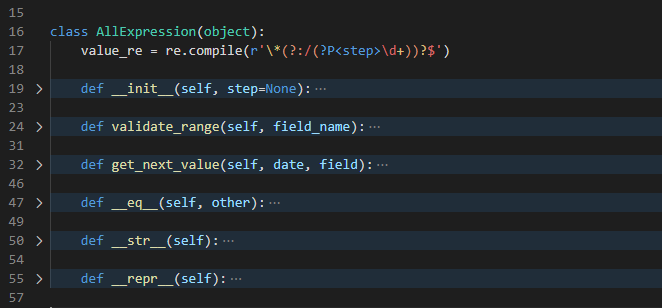 15
16 class AllExpression(object):
17     value_re = re.compile(r'\*(?:/(?P<step>\d+))?$')
18
19     def __init__(self, step=None):···
23
24     def validate_range(self, field_name):···
31
32     def get_next_value(self, date, field):···
46
47     def __eq__(self, other):···
49
50     def __str__(self):···
54
55     def __repr__(self):···
57